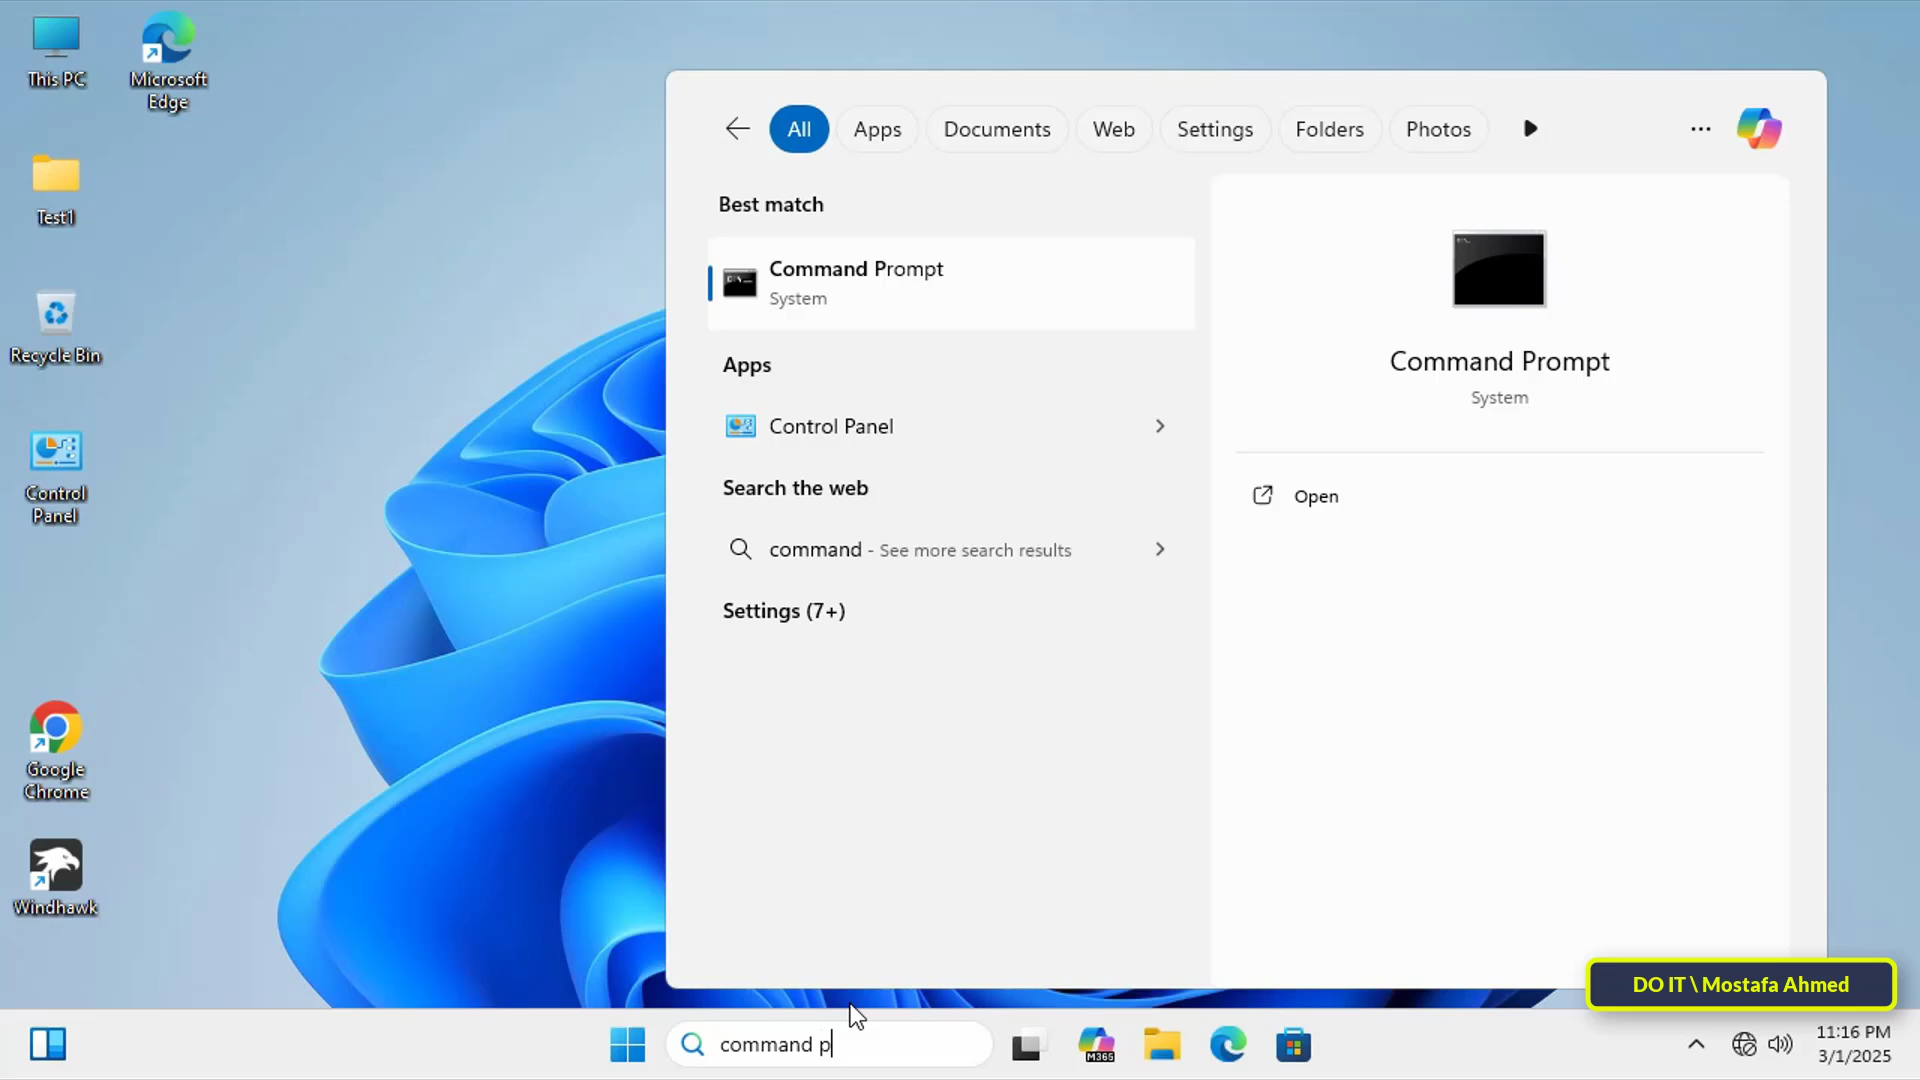 This PC
Microsoft
Edge
Test1
Recycle Bin
Control
Panel
Google
Chrome
Windhawk
All
Apps
Documents
Web
Settings
Folders
Photos
Best match
Command Prompt
System
Apps
Control Panel
Search the web
command - See more search results
Settings (7+)
Command Prompt
System
Open
DO IT \ Mostafa Ahmed
command p
M365
11:16 PM
3/1/2025